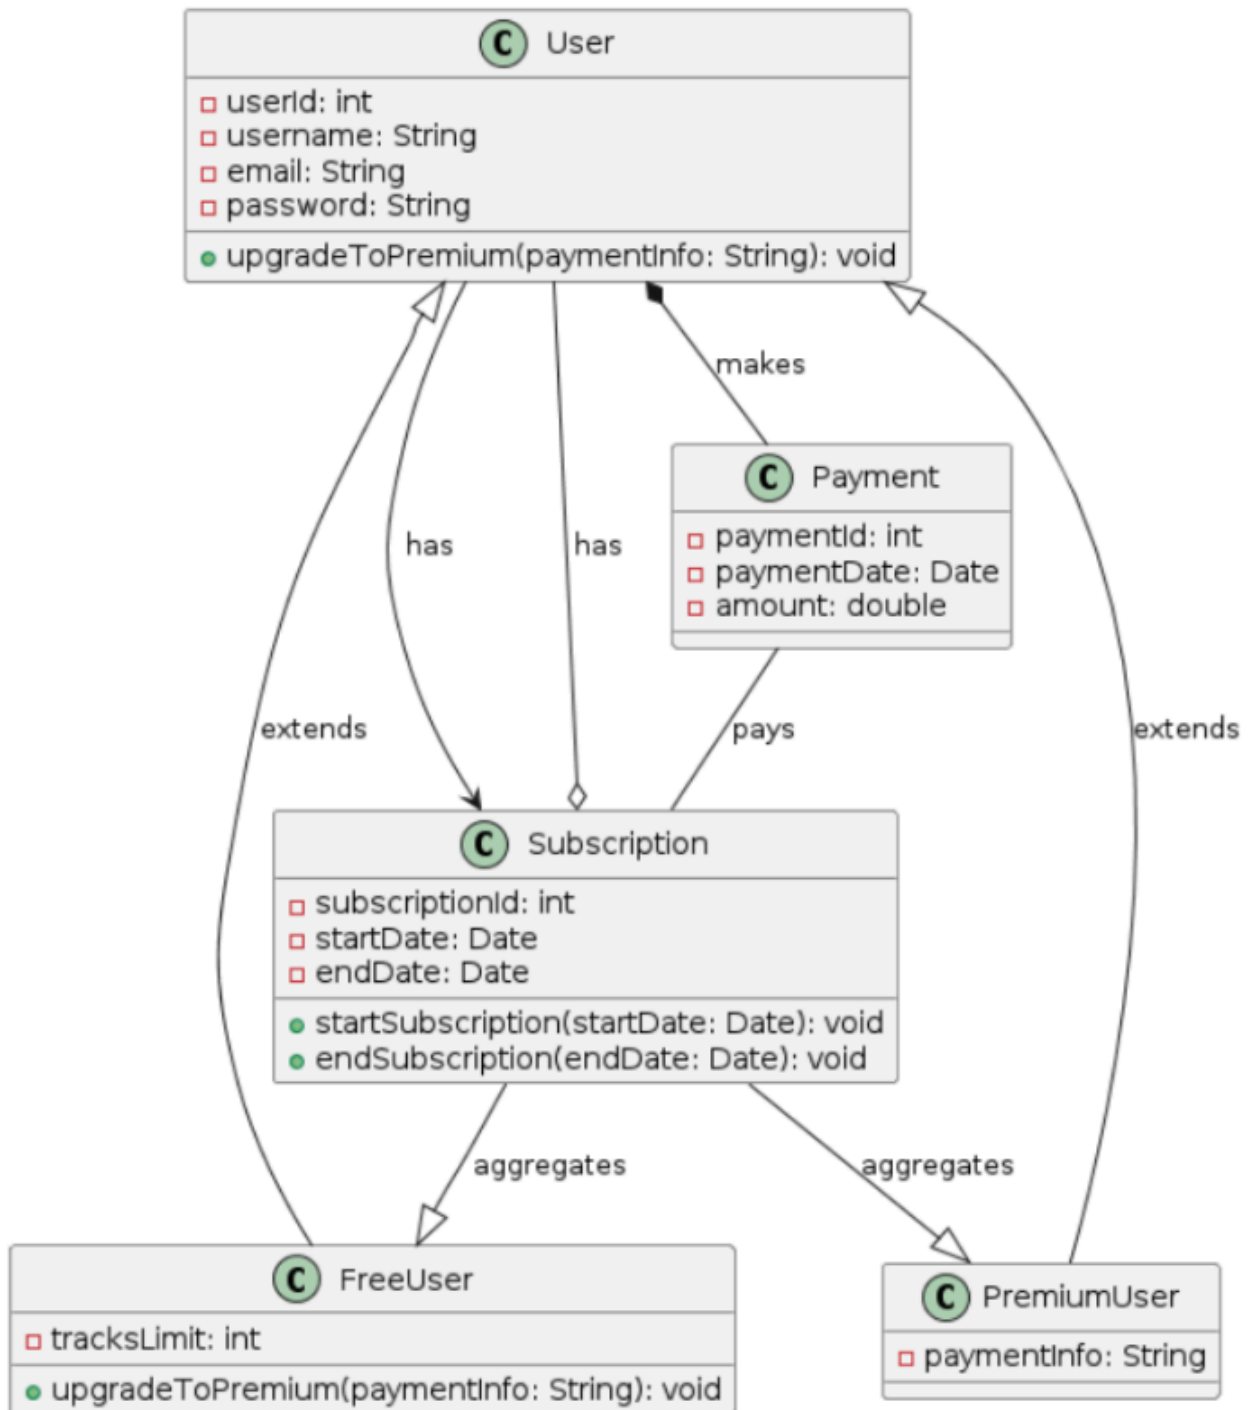 C User
userId: int
username: String
email: String
password: String
upgradeToPremium(paymentInfo: String): void
makes
C Payment
paymentId: int
paymentDate: Date
amount: double
has
has
extends
pays
extends
C Subscription
subscriptionId: int
startDate: Date
endDate: Date
startSubscription(startDate: Date): void
endSubscription(endDate: Date): void
aggregates
aggregates
C FreeUser
tracksLimit: int
upgradeToPremium(paymentInfo: String): void
C PremiumUser
paymentInfo: String